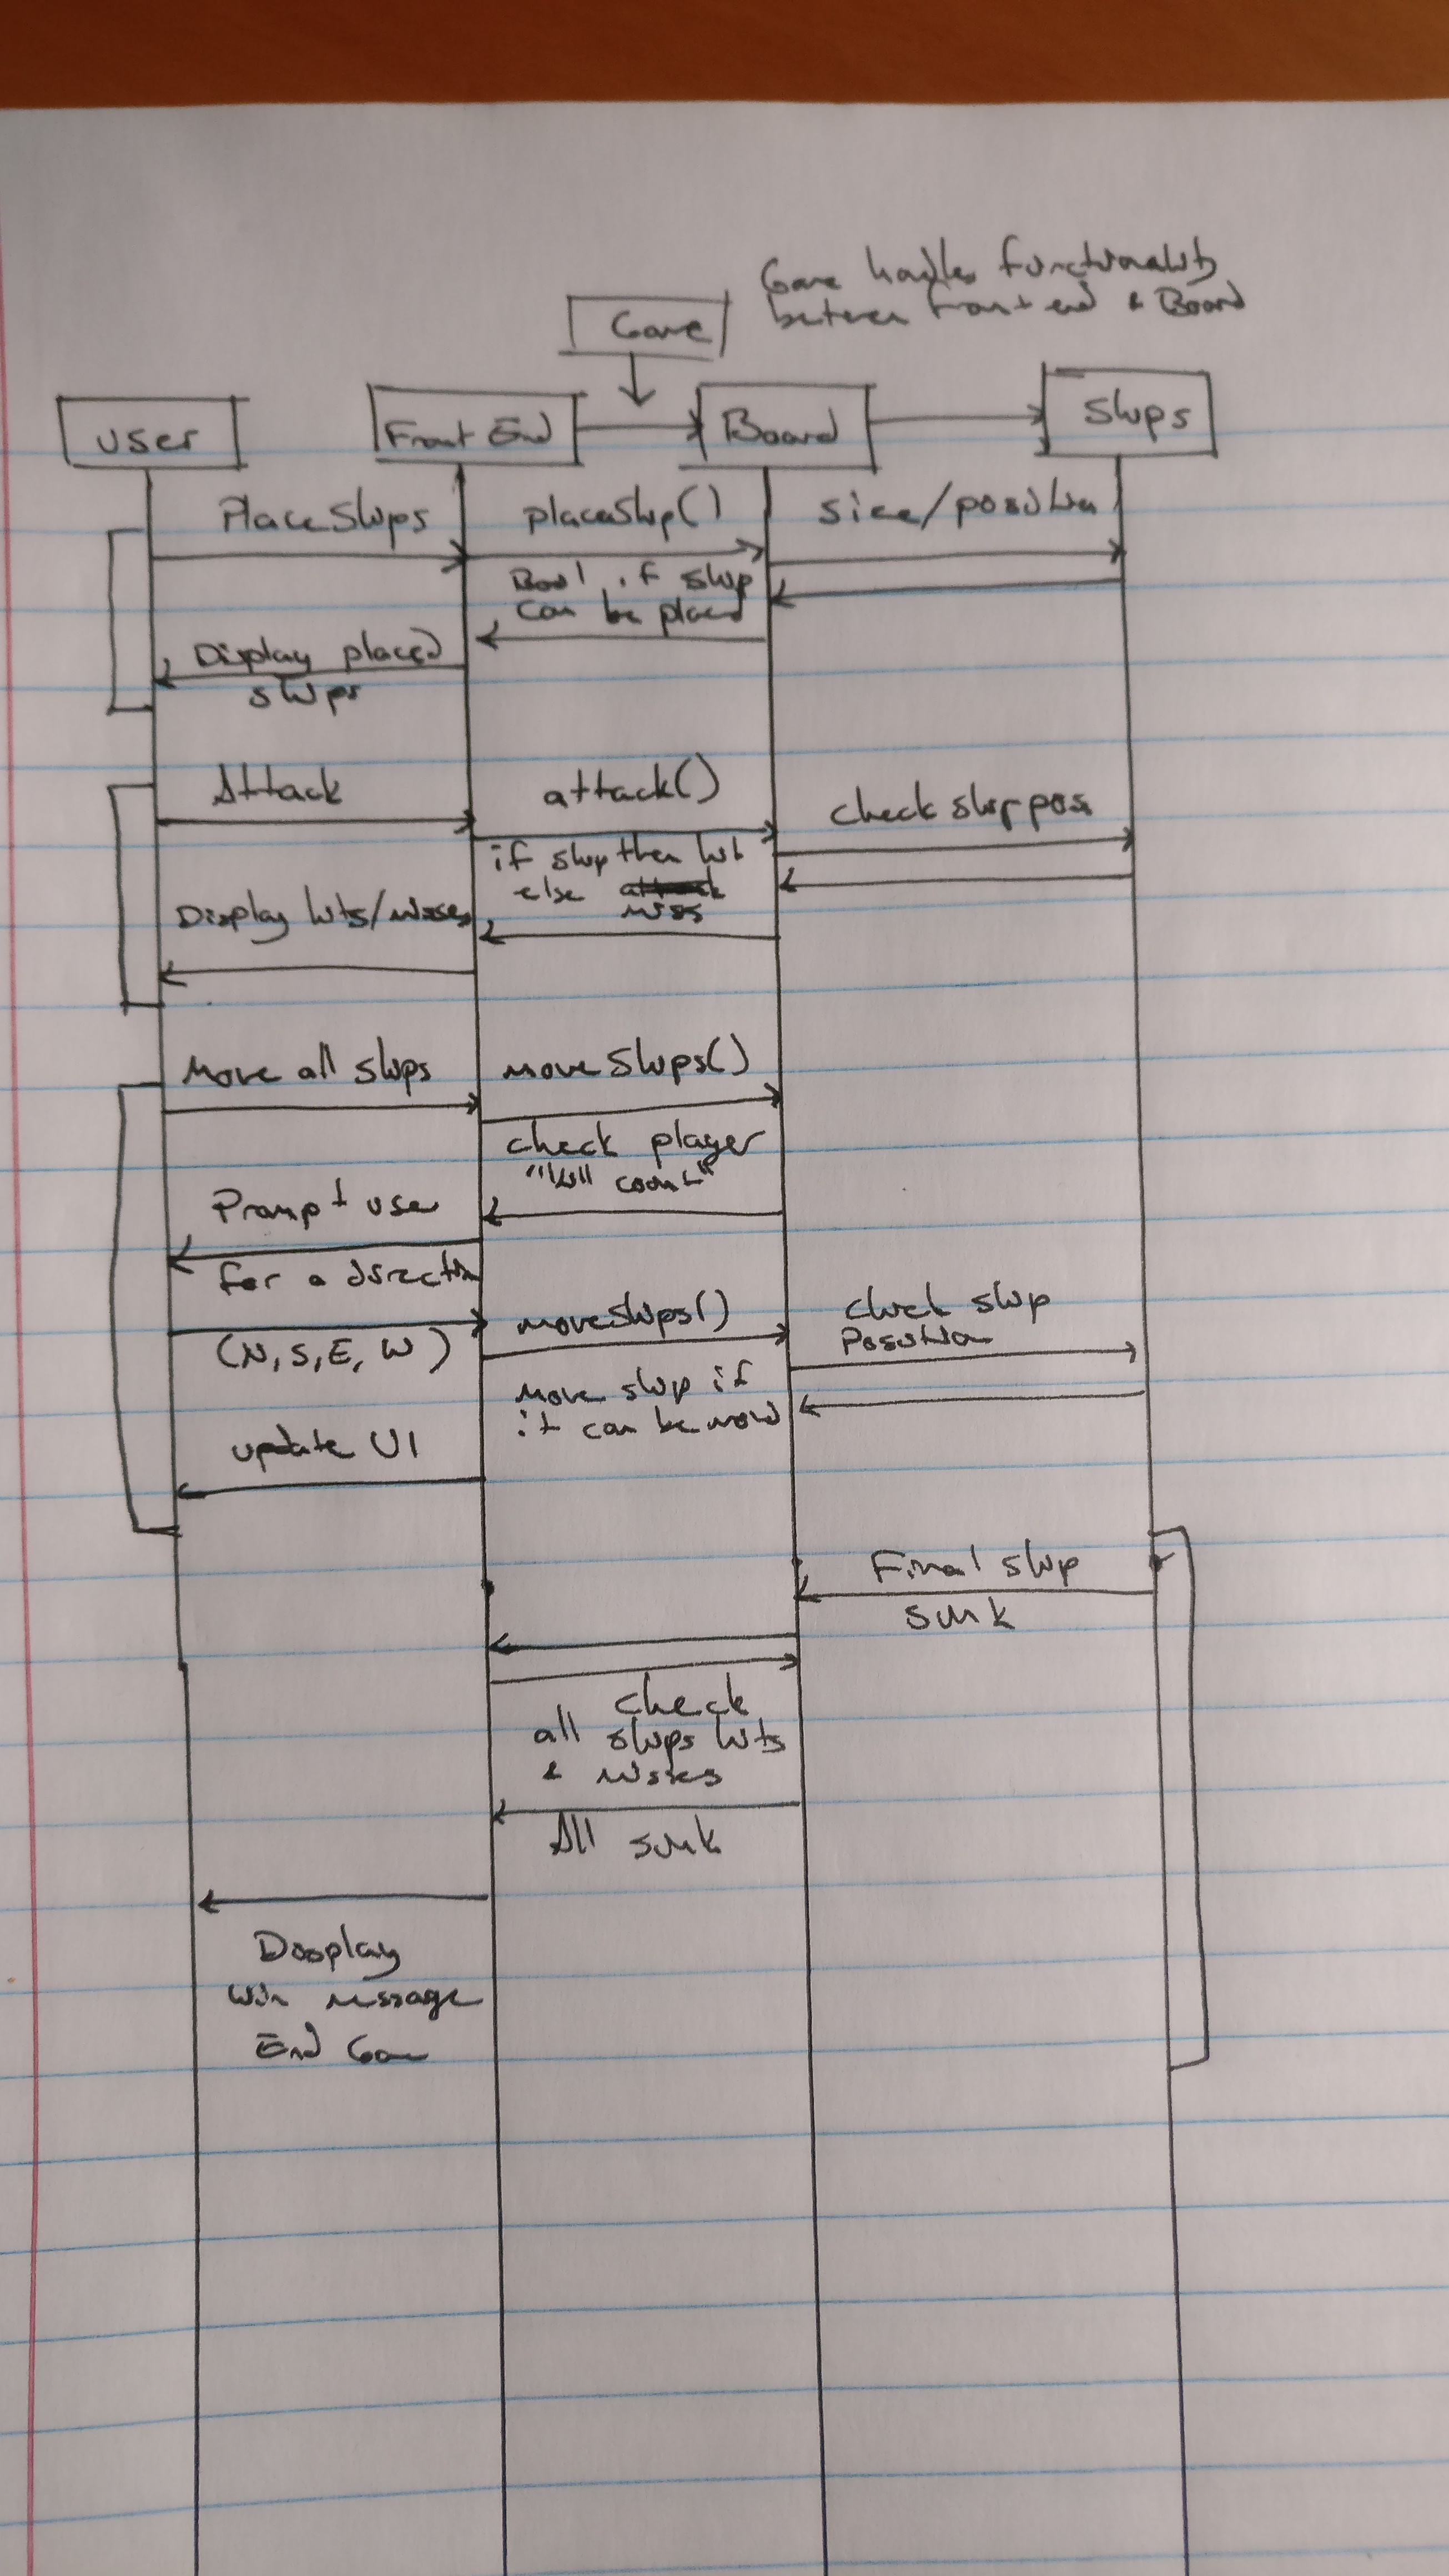 Game handles functionality
between Front end & Board
Game
User
Front End
Board
Ships
Place Ships
placeShip()
size/position
Bool if ship
can be placed
Display placed
ships
Attack
attack()
check ship pos
if ship then hit
else attack
miss
Display hits/misses
Move all ships
moveShips()
check player
"kill count"
Prompt use
for a direction
(N,S,E,W)
moveShips()
Check ship
Position
Move ship if
it can be moved
update UI
Final ship
sunk
check
all ships hits
& misses
All sunk
Display
win message
End Game